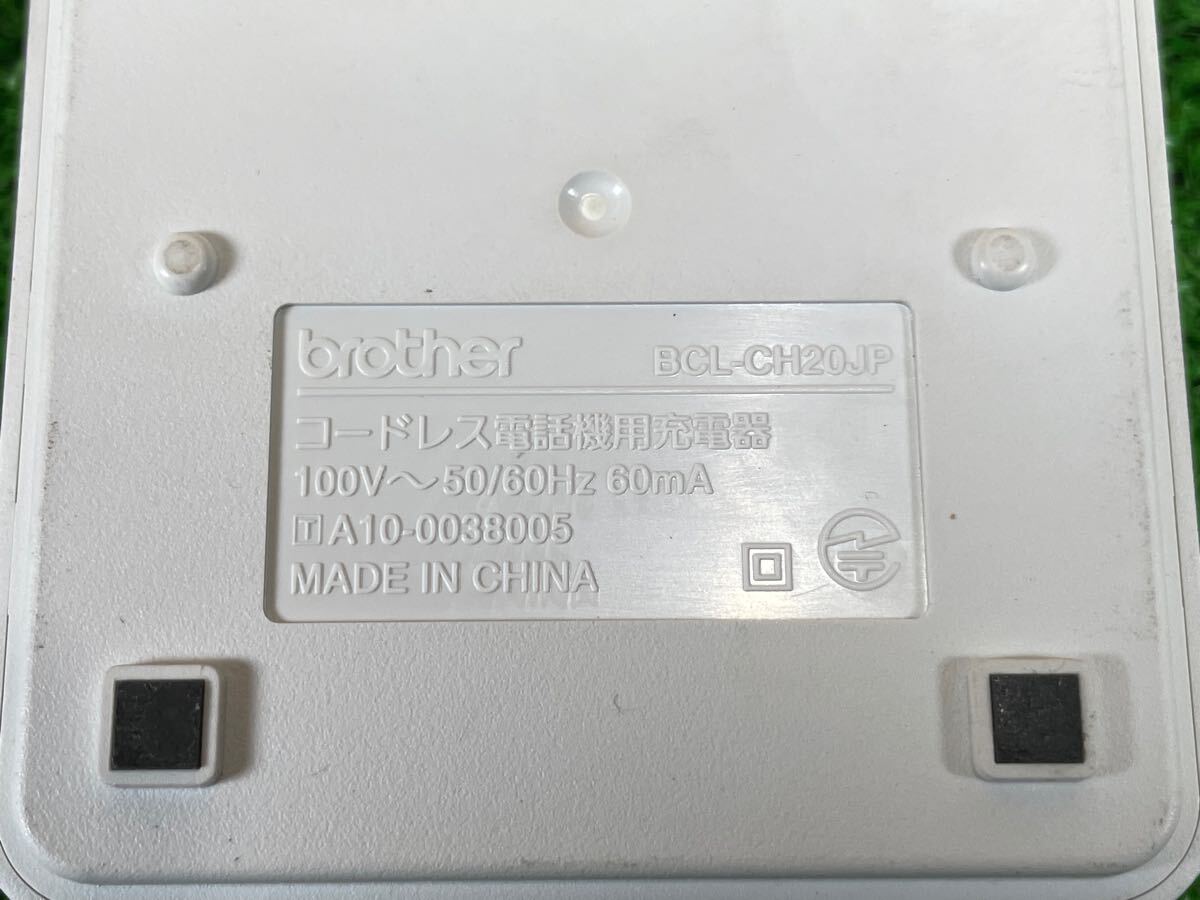 brother BCL-CH20JP
コードレス電話機用充電器
100V～50/60Hz 60mA
T A10-0038005
MADE IN CHINA